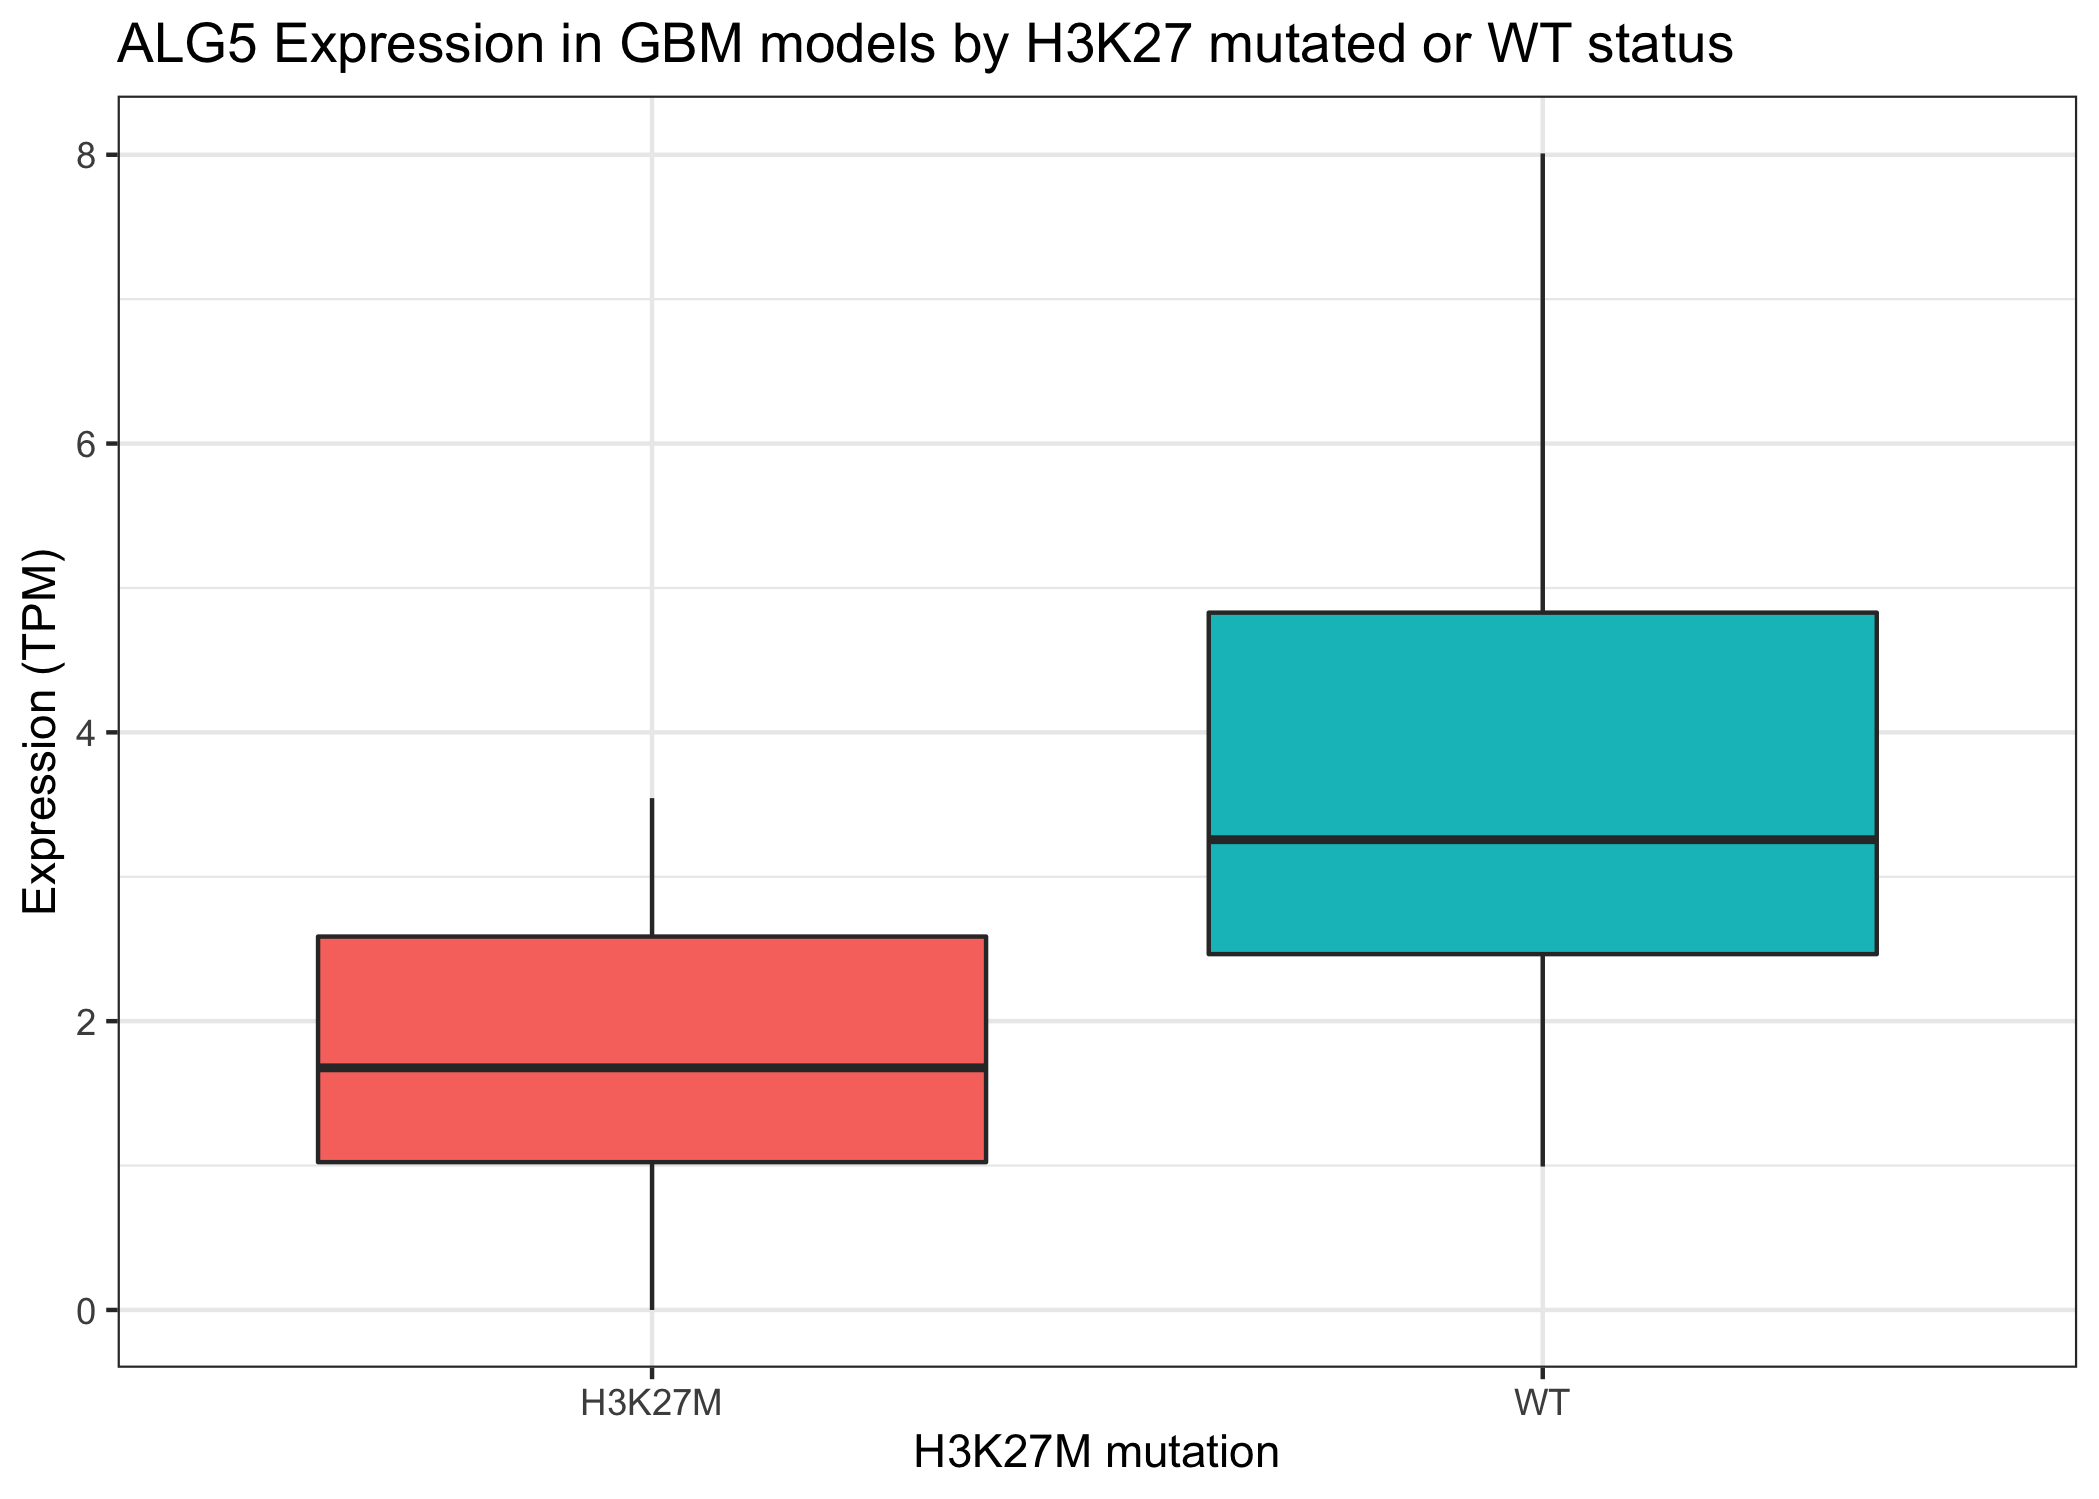 ALG5 Expression in GBM models by H3K27 mutated or WT status
8
6
4
2
0
Expression (TPM)
H3K27M
WT
H3K27M mutation